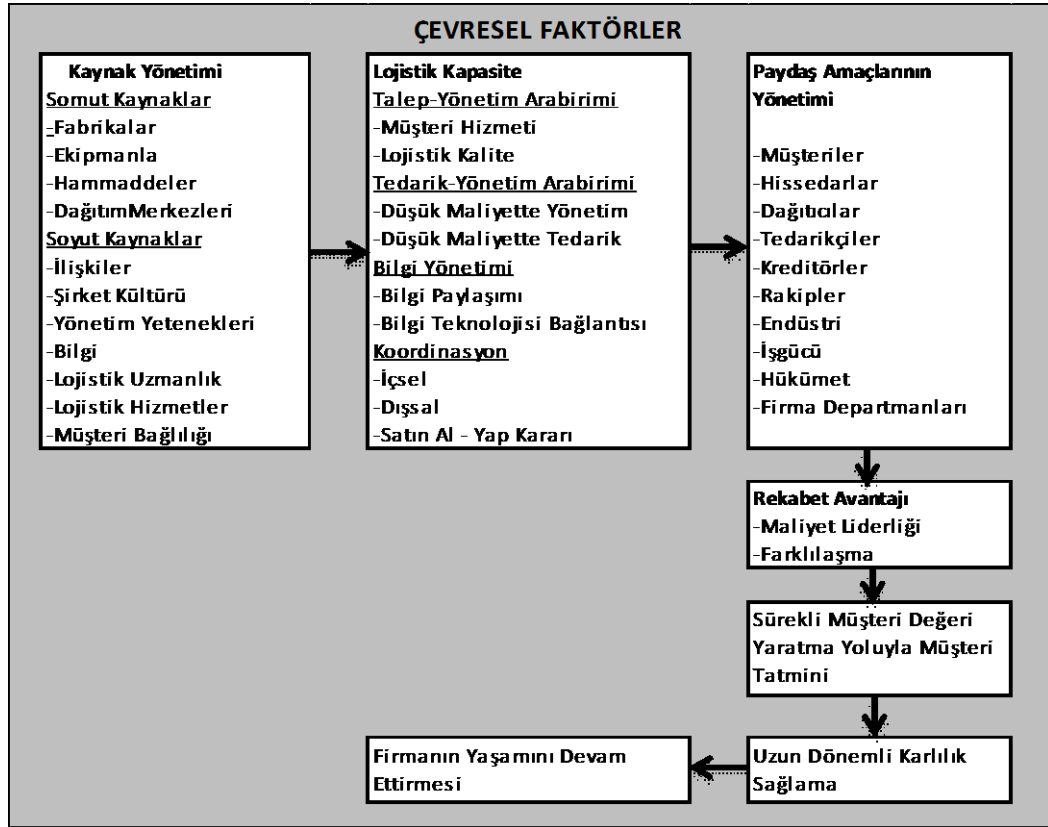 ÇEVRESEL FAKTÖRLER
Kaynak Yönetimi
Somut Kaynaklar
-Fabrikalar
-Ekipmanla
-Hammaddeler
-DağıtımMerkezleri
Soyut Kaynaklar
-İlişkiler
-Şirket Kültürü
-Yönetim Yetenekleri
-Bilgi
-Lojistik Uzmanlık
-Lojistik Hizmetler
-Müşteri Bağlılığı
Lojistik Kapasite
Talep-Yönetim Arabirimi
-Müşteri Hizmeti
-Lojistik Kalite
Tedarik-Yönetim Arabirimi
-Düşük Maliyette Yönetim
-Düşük Maliyette Tedarik
Bilgi Yönetimi
-Bilgi Paylaşımı
-Bilgi Teknolojisi Bağlantısı
Koordinasyon
-İçsel
-Dışsal
-Satın Al - Yap Kararı
Paydaş Amaçlarının
Yönetimi
-Müşteriler
-Hissedarlar
-Dağıtıcılar
-Tedarikçiler
-Kreditörler
-Rakipler
-Endüstri
-İşgücü
-Hükümet
-Firma Departmanları
Rekabet Avantajı
-Maliyet Liderliği
-Farklılaşma
Sürekli Müşteri Değeri
Yaratma Yoluyla Müşteri
Tatmini
Uzun Dönemli Karlılık
Sağlama
Firmanın Yaşamını Devam
Ettirmesi